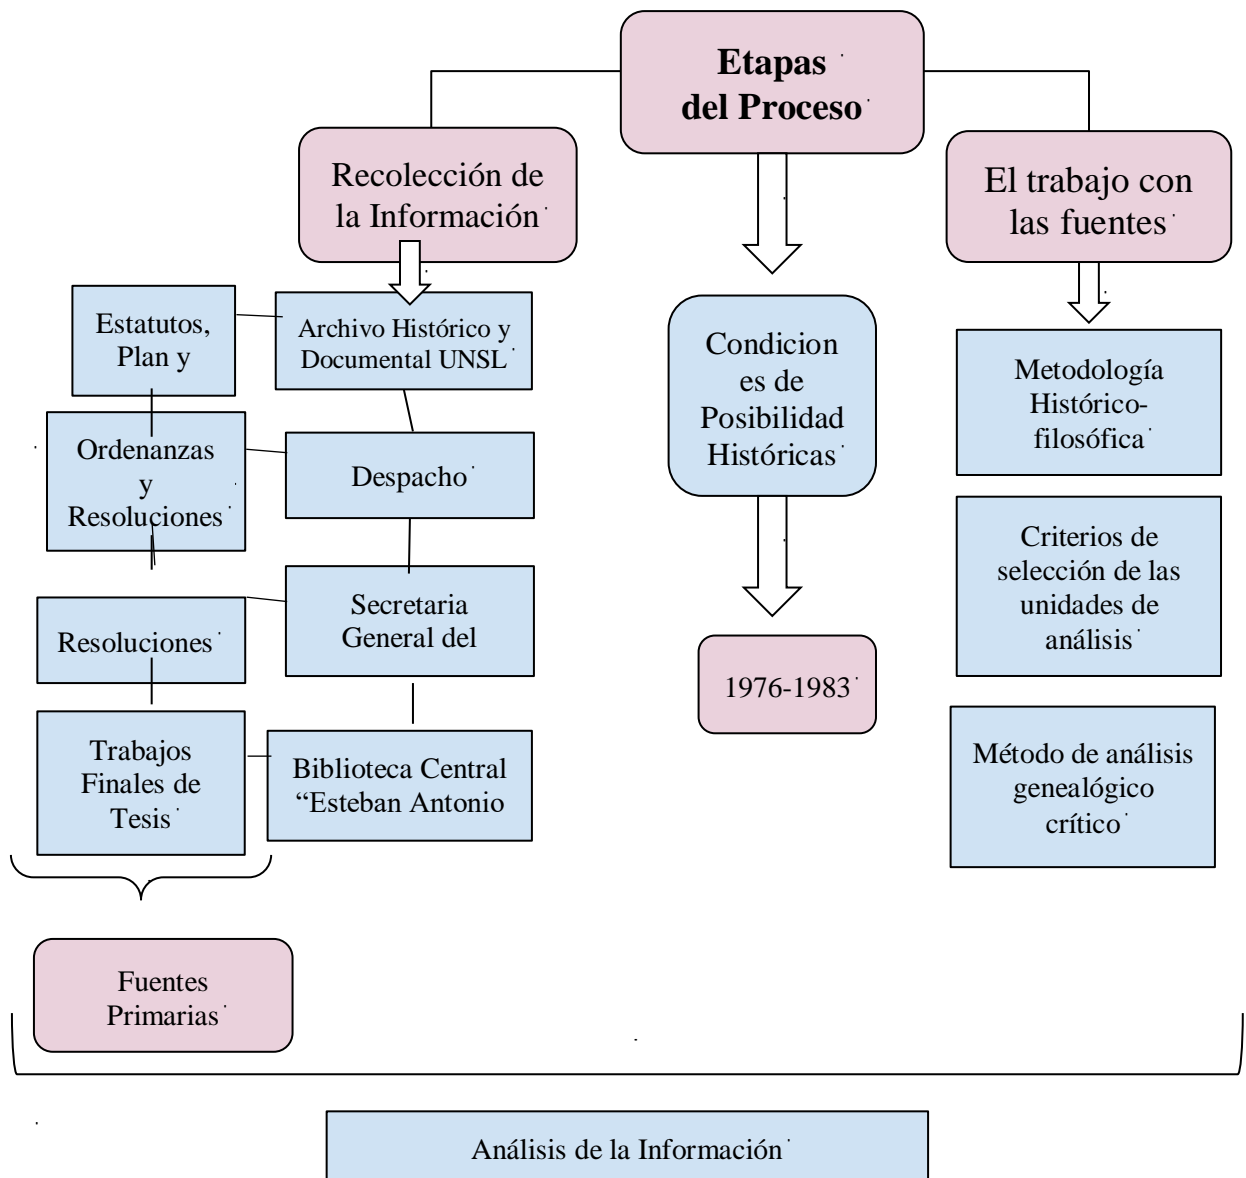 Etapas
del Proceso
Recolección de
la Información
El trabajo con
las fuentes
Estatutos,
Plan y
Archivo Histórico y
Documental UNSL
Ordenanzas
y
Resoluciones
Despacho
Resoluciones
Secretaria
General del
Trabajos
Finales de
Tesis
Biblioteca Central
“Esteban Antonio
Fuentes
Primarias
Condicion
es de
Posibilidad
Históricas
1976-1983
Metodología
Histórico-
filosófica
Criterios de
selección de las
unidades de
análisis
Método de análisis
genealógico
crítico
Análisis de la Información